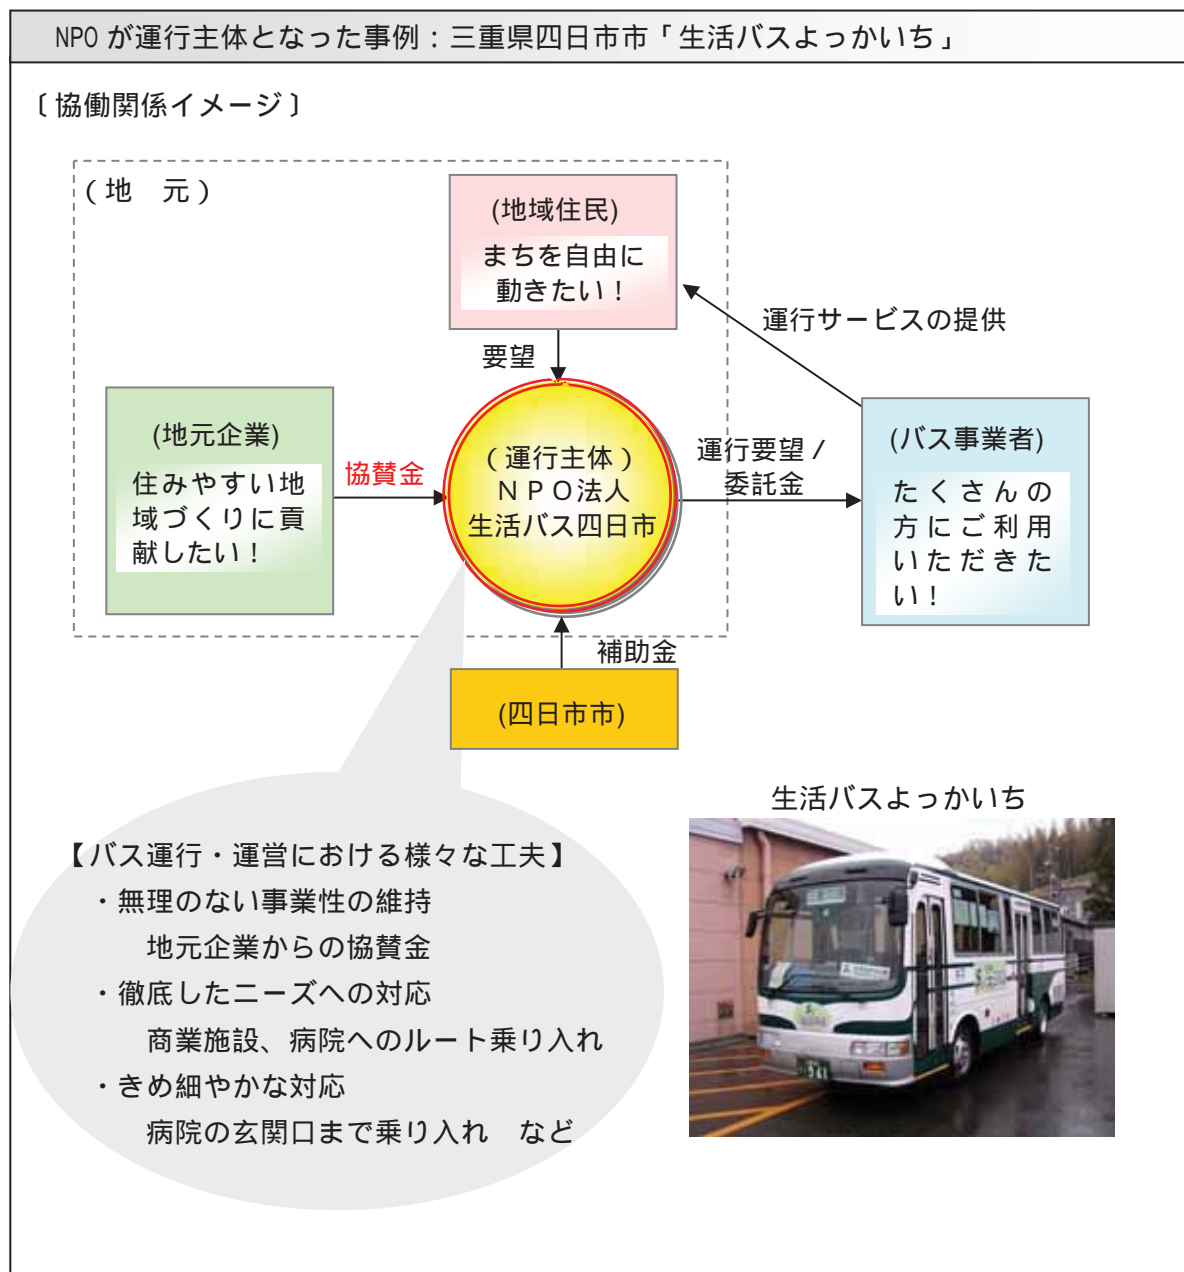 NPOが運行主体となった事例：三重県四日市市「生活バスよっかいち」
〔協働関係イメージ〕
（地　元）
(地域住民)
まちを自由に
動きたい！
運行サービスの提供
要望
(地元企業)
住みやすい地
域づくりに貢
献したい！
協賛金
（運行主体）
ＮＰＯ法人
生活バス四日市
運行要望／
委託金
(バス事業者)
たくさんの
方にご利用
いただきた
い！
補助金
(四日市市)
生活バスよっかいち
【バス運行・運営における様々な工夫】
・無理のない事業性の維持
地元企業からの協賛金
・徹底したニーズへの対応
商業施設、病院へのルート乗り入れ
・きめ細やかな対応
病院の玄関口まで乗り入れ　など